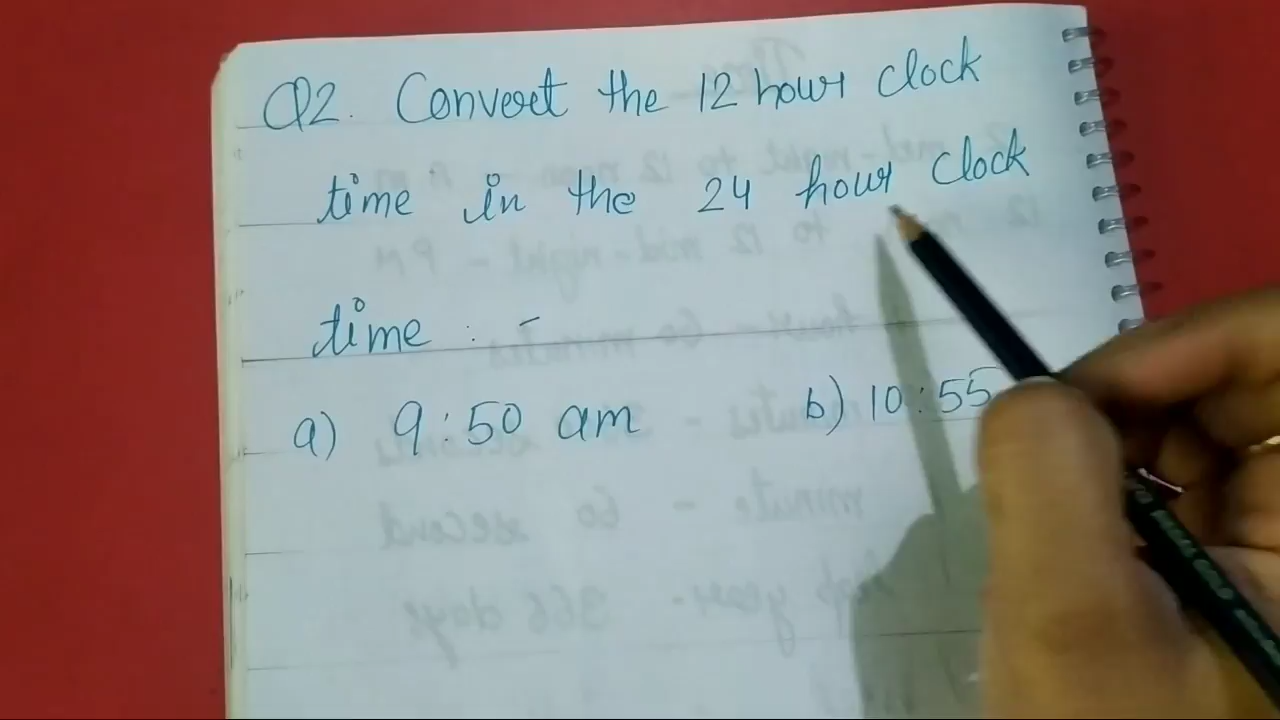 Q2. Convert the 12 hour clock
time in the 24 hour clock
time : -
a) 9:50 am b) 10:55